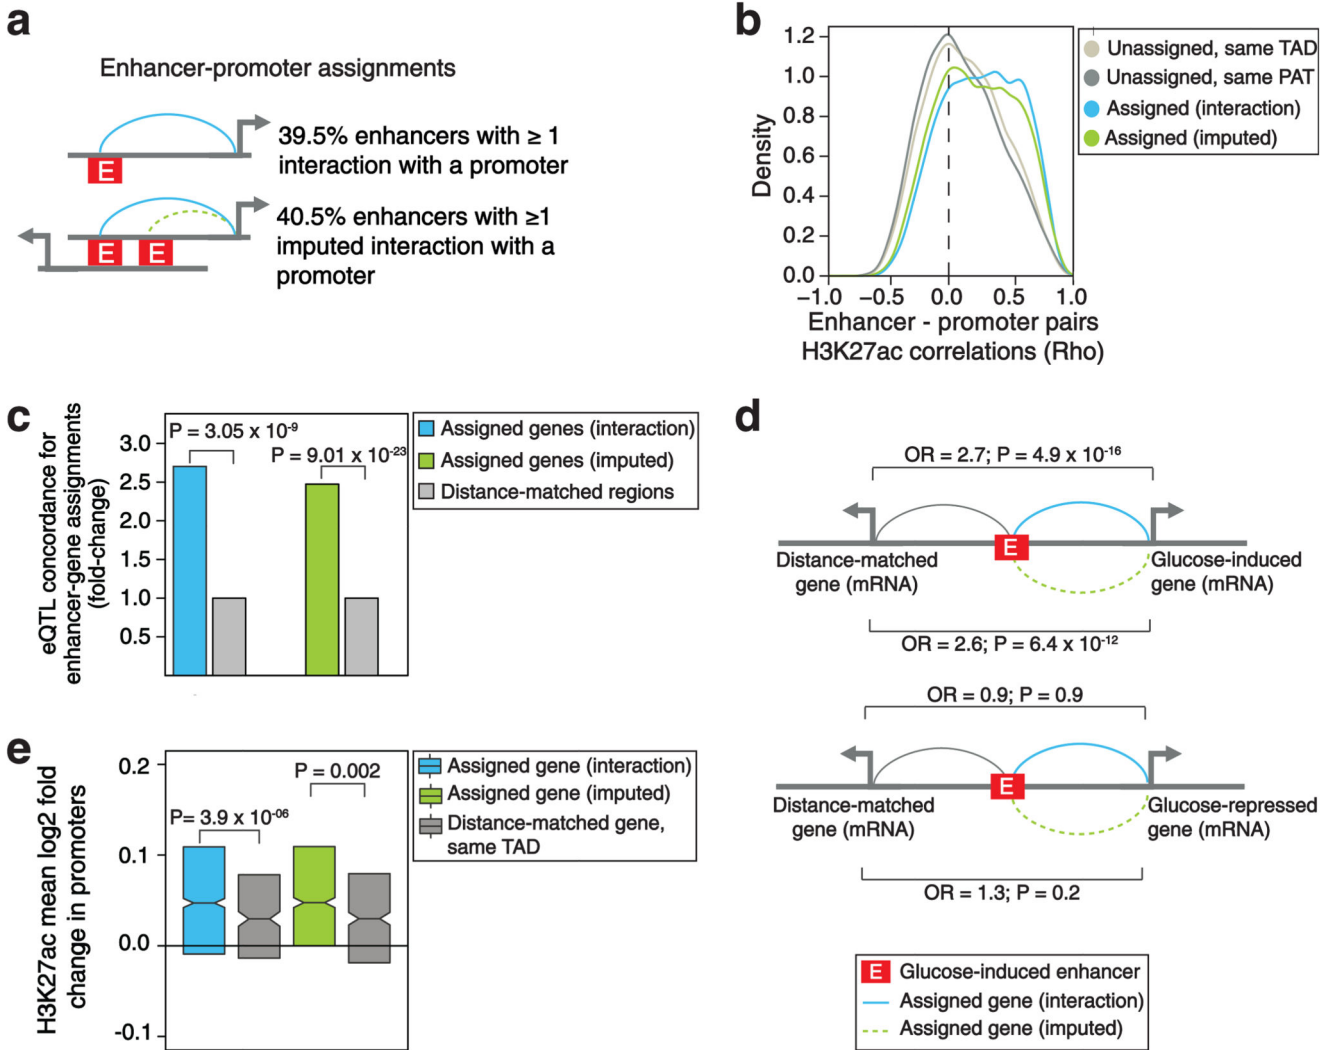 a
Enhancer-promoter assignments
E
39.5% enhancers with ≥ 1
interaction with a promoter
E
E
40.5% enhancers with ≥1
imputed interaction with a
promoter
b
Density
1.2
1.0
0.8
0.6
0.4
0.2
0.0
−1.0 −0.5 0.0 0.5 1.0
Enhancer - promoter pairs
H3K27ac correlations (Rho)
Unassigned, same TAD
Unassigned, same PAT
Assigned (interaction)
Assigned (imputed)
c
eQTL concordance for
enhancer-gene assignments
(fold-change)
3.0
2.5
2.0
1.5
1.0
0.5
P = 3.05 x 10-9
P = 9.01 x 10-23
Assigned genes (interaction)
Assigned genes (imputed)
Distance-matched regions
d
OR = 2.7; P = 4.9 x 10-16
E
Distance-matched
gene (mRNA)
Glucose-induced
gene (mRNA)
OR = 2.6; P = 6.4 x 10-12
OR = 0.9; P = 0.9
E
Distance-matched
gene (mRNA)
Glucose-repressed
gene (mRNA)
OR = 1.3; P = 0.2
E Glucose-induced enhancer
Assigned gene (interaction)
Assigned gene (imputed)
e
H3K27ac mean log2 fold
change in promoters
0.2
0.1
0.0
-0.1
P= 3.9 x 10-06
P = 0.002
Assigned gene (interaction)
Assigned gene (imputed)
Distance-matched gene,
same TAD